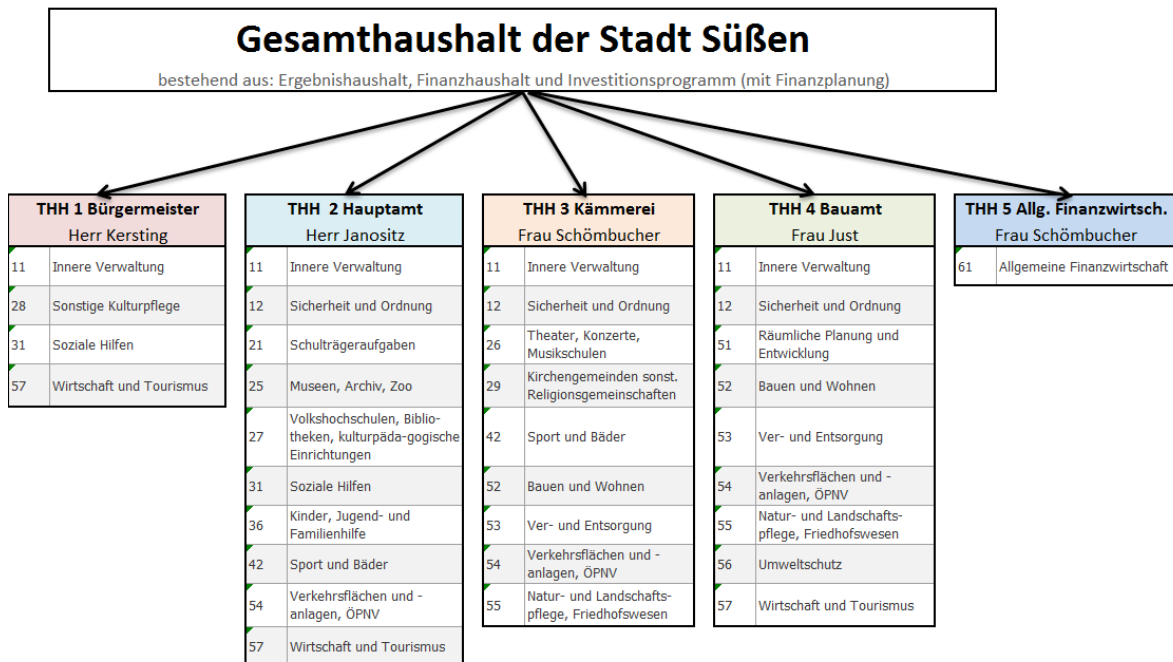 Gesamthaushalt der Stadt Süßen
bestehend aus: Ergebnishaushalt, Finanzhaushalt und Investitionsprogramm (mit Finanzplanung)
THH 1 Bürgermeister
Herr Kersting
11 Innere Verwaltung
28 Sonstige Kulturpflege
31 Soziale Hilfen
57 Wirtschaft und Tourismus
THH 2 Hauptamt
Herr Janositz
11 Innere Verwaltung
12 Sicherheit und Ordnung
21 Schulträgeraufgaben
25 Museen, Archiv, Zoo
27 Volkshochschulen, Biblio-
theken, kulturpäda-gogische
Einrichtungen
31 Soziale Hilfen
36 Kinder, Jugend- und
Familienhilfe
42 Sport und Bäder
54 Verkehrsflächen und -
anlagen, ÖPNV
57 Wirtschaft und Tourismus
THH 3 Kämmerei
Frau Schömbucher
11 Innere Verwaltung
12 Sicherheit und Ordnung
26 Theater, Konzerte,
Musikschulen
29 Kirchengemeinden sonst.
Religionsgemeinschaften
42 Sport und Bäder
52 Bauen und Wohnen
53 Ver- und Entsorgung
54 Verkehrsflächen und -
anlagen, ÖPNV
55 Natur- und Landschafts-
pflege, Friedhofswesen
THH 4 Bauamt
Frau Just
11 Innere Verwaltung
12 Sicherheit und Ordnung
51 Räumliche Planung und
Entwicklung
52 Bauen und Wohnen
53 Ver- und Entsorgung
54 Verkehrsflächen und -
anlagen, ÖPNV
55 Natur- und Landschafts-
pflege, Friedhofswesen
56 Umweltschutz
57 Wirtschaft und Tourismus
THH 5 Allg. Finanzwirtsch.
Frau Schömbucher
61 Allgemeine Finanzwirtschaft